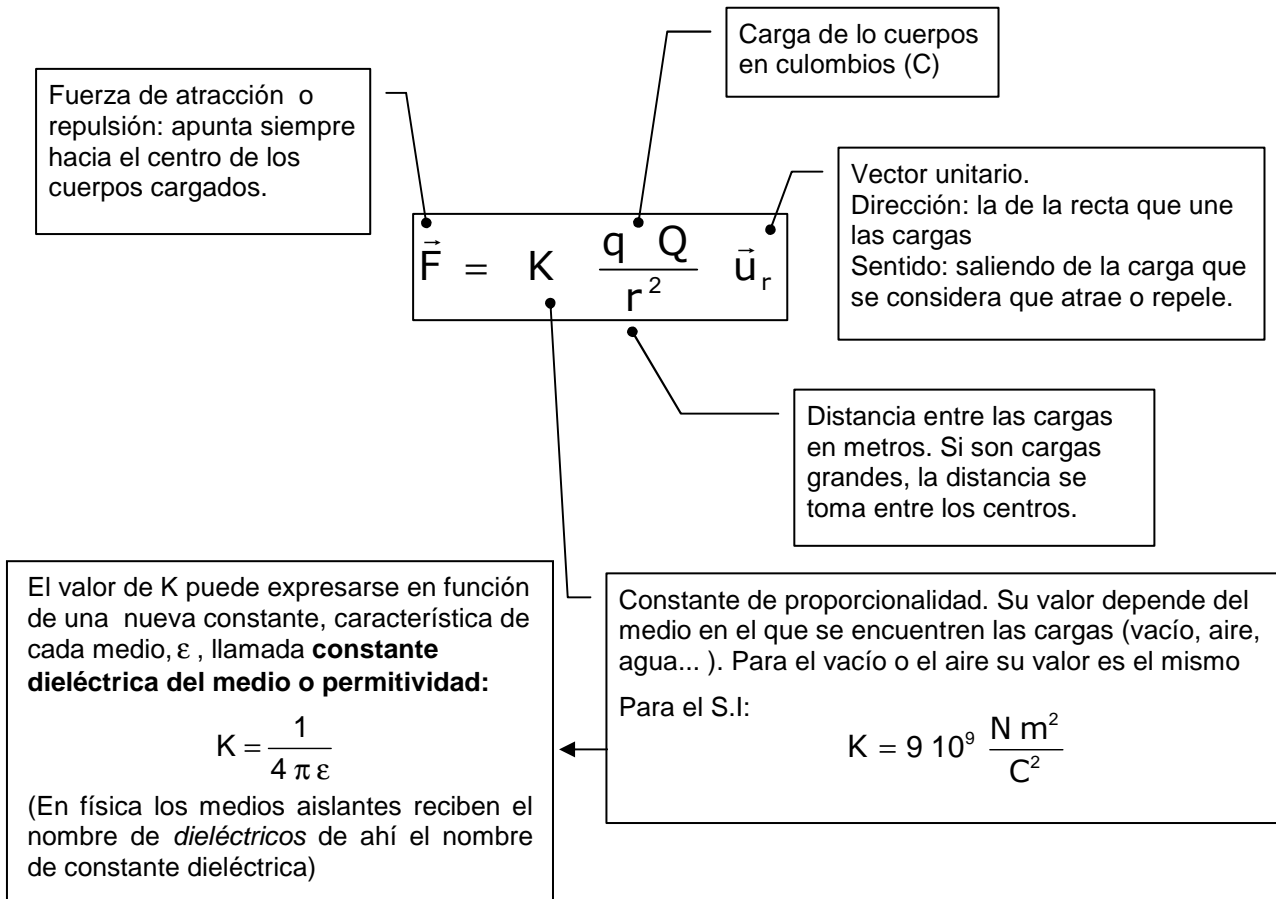 Carga de lo cuerpos
en culombios (C)
Fuerza de atracción o
repulsión: apunta siempre
hacia el centro de los
cuerpos cargados.
Vector unitario.
Dirección: la de la recta que une
las cargas
Sentido: saliendo de la carga que
se considera que atrae o repele.
F⃗ = K q Q / r² u⃗ᵣ
Distancia entre las cargas
en metros. Si son cargas
grandes, la distancia se
toma entre los centros.
El valor de K puede expresarse en función
de una nueva constante, característica de
cada medio, ε , llamada constante
dieléctrica del medio o permitividad:
K = 1 / 4 π ε
(En física los medios aislantes reciben el
nombre de dieléctricos de ahí el nombre
de constante dieléctrica)
Constante de proporcionalidad. Su valor depende del
medio en el que se encuentren las cargas (vacío, aire,
agua... ). Para el vacío o el aire su valor es el mismo
Para el S.I:
K = 9 10⁹ N m² / C²